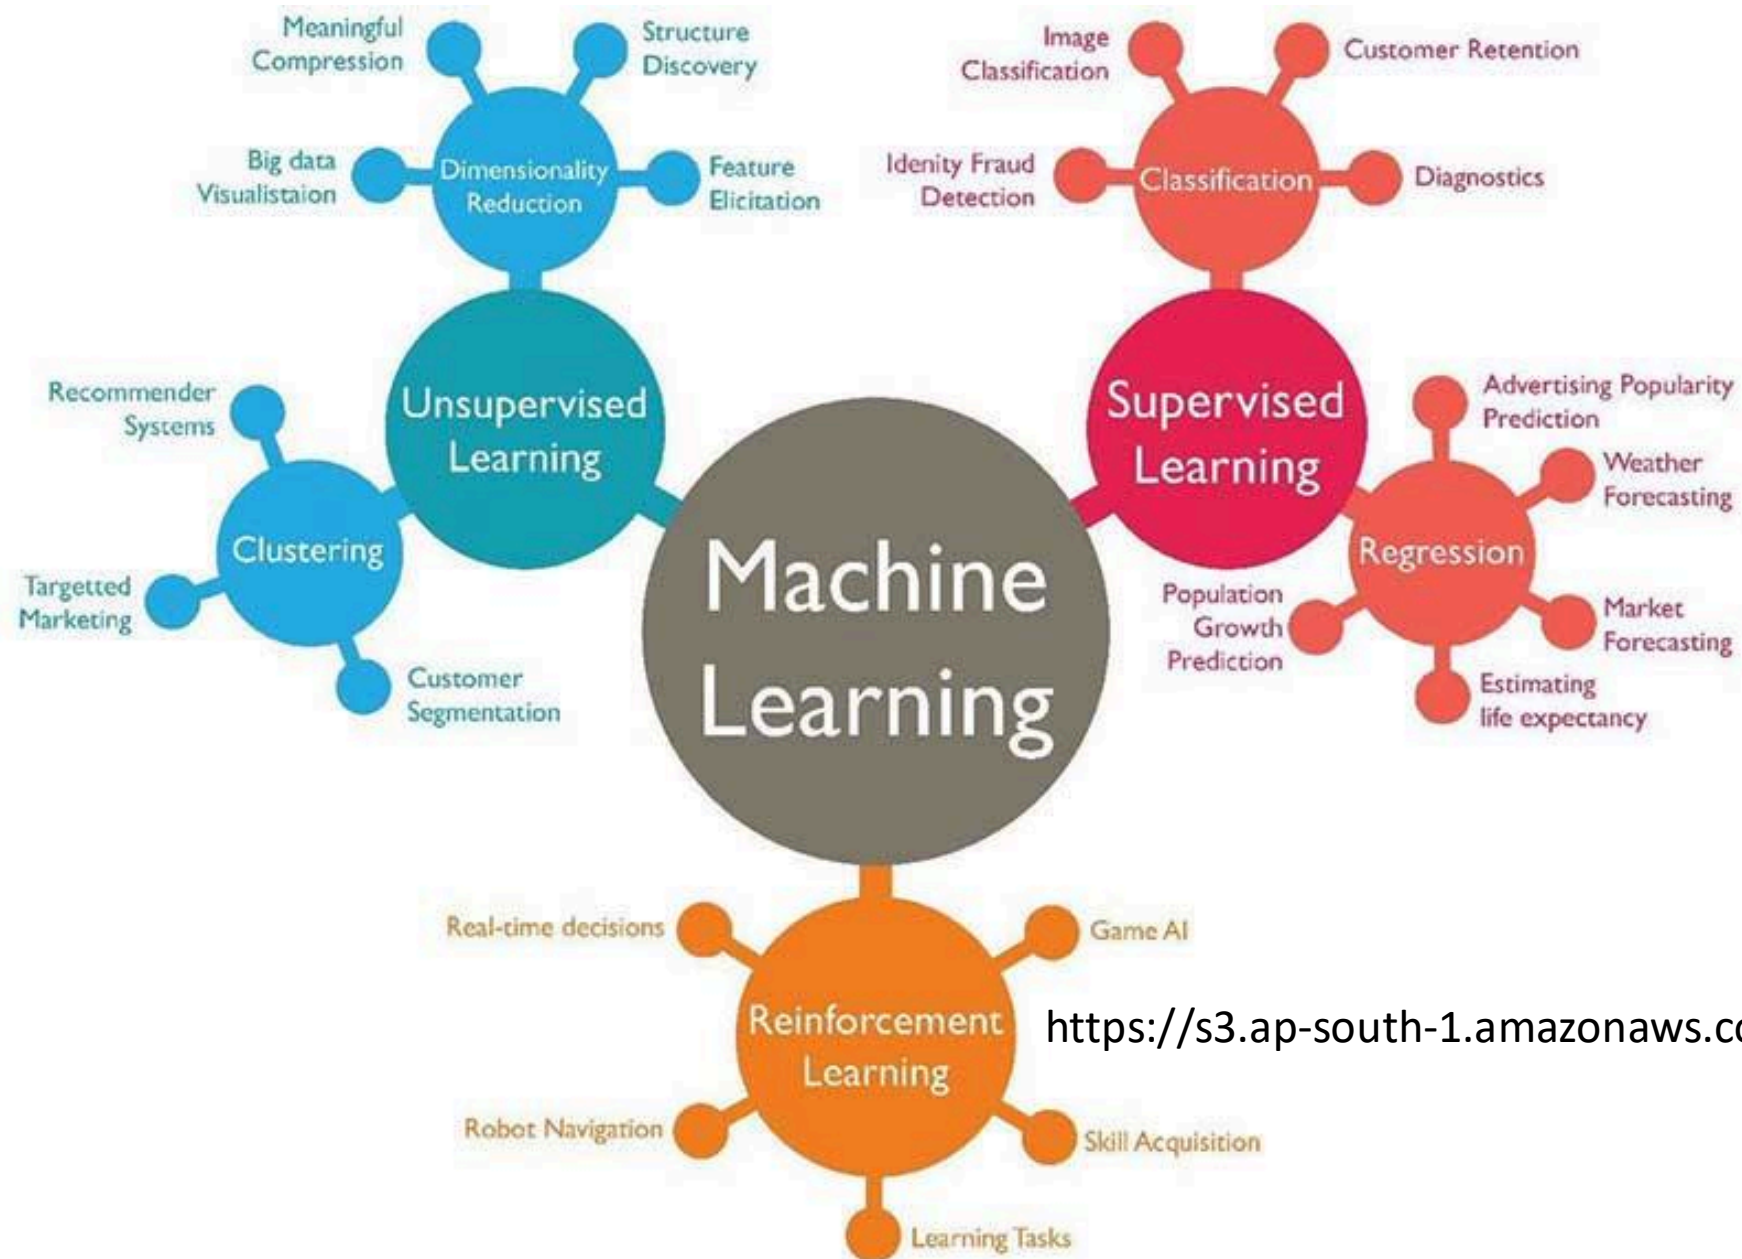 Meaningful
Compression
Structure
Discovery
Big data
Visualistaion
Dimensionality
Reduction
Feature
Elicitation
Image
Classification
Customer Retention
Idenity Fraud
Detection
Classification
Diagnostics
Recommender
Systems
Unsupervised
Learning
Clustering
Targetted
Marketing
Customer
Segmentation
Machine
Learning
Supervised
Learning
Advertising Popularity
Prediction
Weather
Forecasting
Regression
Population
Growth
Prediction
Market
Forecasting
Estimating
life expectancy
Real-time decisions
Game AI
Reinforcement
Learning
https://s3.ap-south-1.amazonaws.co
Robot Navigation
Skill Acquisition
Learning Tasks